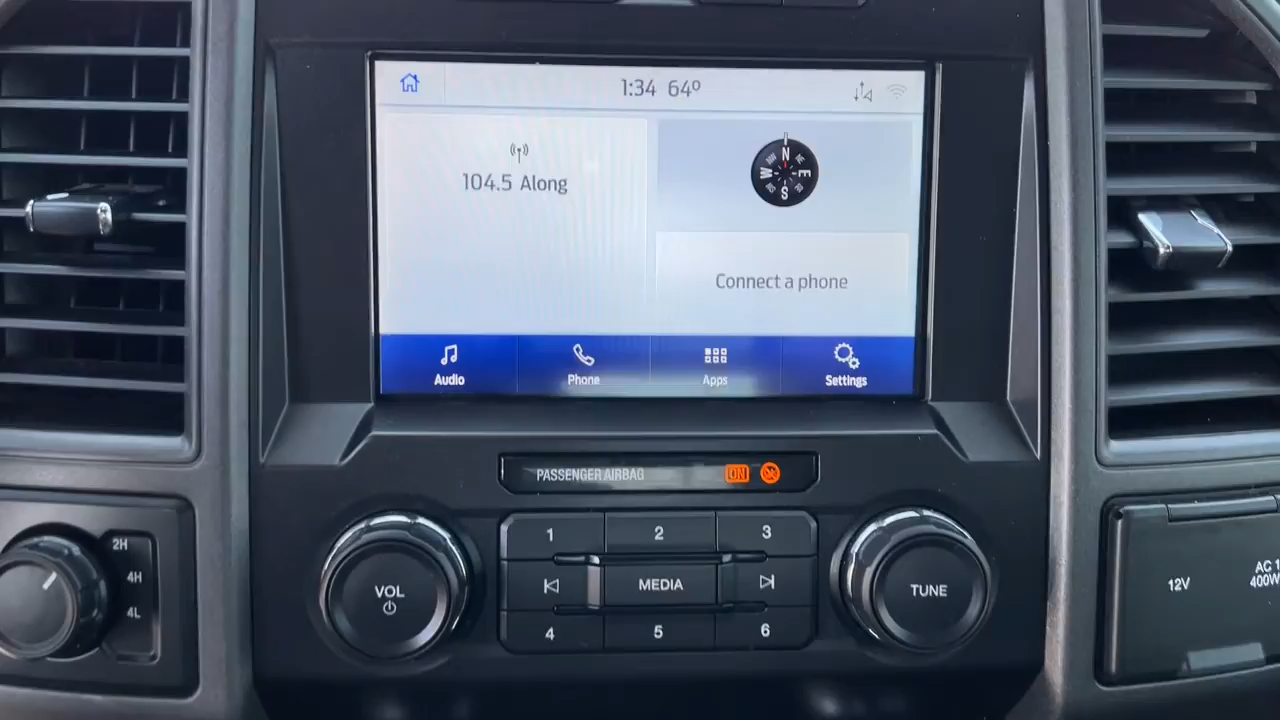 1:34 64º
104.5 Along
N
NE
E
S
W
Connect a phone
Audio
Phone
Apps
Settings
PASSENGER AIRBAG ON
1
2
3
VOL
MEDIA
TUNE
4
5
6
2H
4H
4L
12V
AC 1
400W